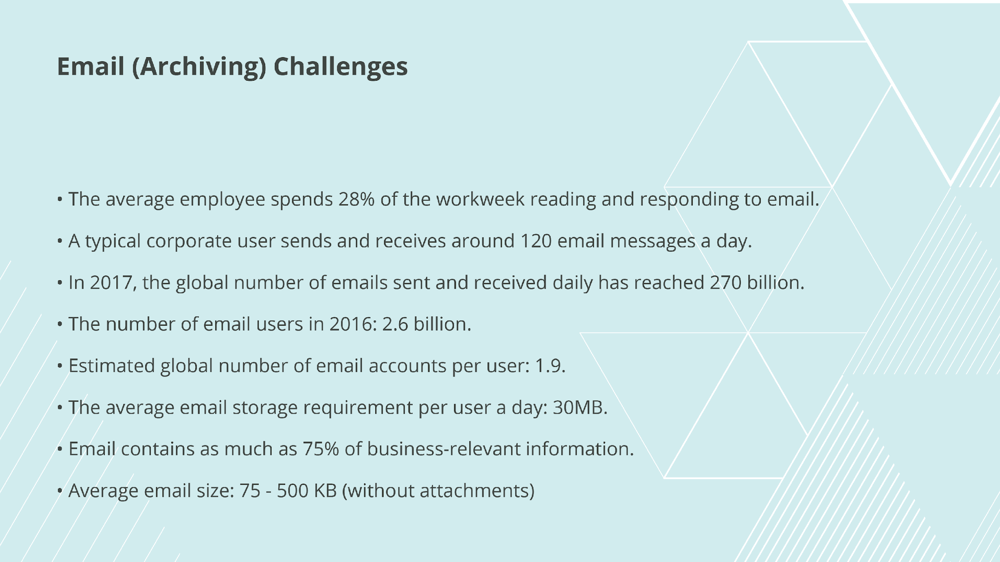 Email (Archiving) Challenges
• The average employee spends 28% of the workweek reading and responding to email.
• A typical corporate user sends and receives around 120 email messages a day.
• In 2017, the global number of emails sent and received daily has reached 270 billion.
• The number of email users in 2016: 2.6 billion.
• Estimated global number of email accounts per user: 1.9.
• The average email storage requirement per user a day: 30MB.
• Email contains as much as 75% of business-relevant information.
• Average email size: 75 - 500 KB (without attachments)